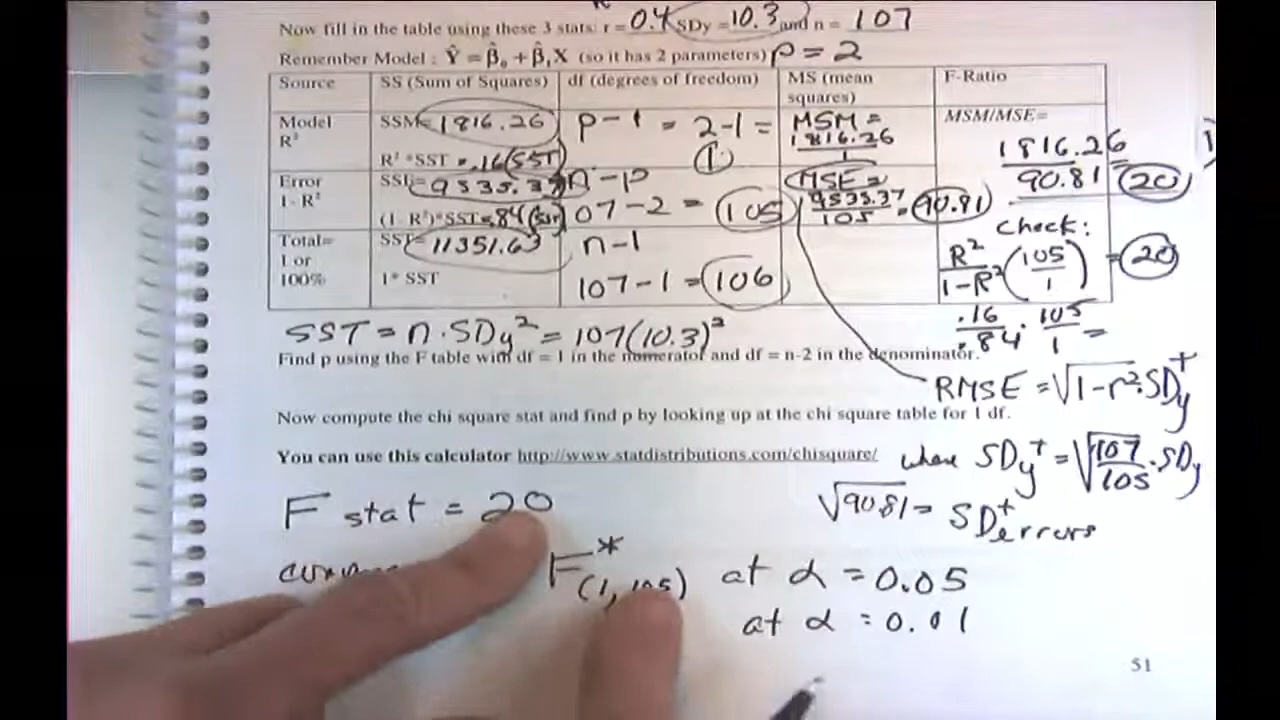 Now fill in the table using these 3 stats: r = 0.4 SDy = 10.3 and n = 107
Remember Model : Ŷ = β̂₀ + β̂₁X (so it has 2 parameters) p = 2
Source SS (Sum of Squares) df (degrees of freedom) MS (mean squares) F-Ratio
Model R² SSM= 1816.26 p-1 = 2-1 = 1 MSM = 1816.26/1 MSM/MSE=
R² *SST = .16(SST) 1816.26/90.81 = 20
Error 1- R² SSE= 9535.37 n-p MSE =
(1- R²)*SST = .84(SST) 107-2 = 105 9535.37/105 = 90.81
check:
Total= 1 or 100% SST= 11351.63 n-1 R²/1-R² (105/1) = 20
1* SST 107-1 = 106
.16/.84 . 105/1 =
SST = n·SDy² = 107(10.3)²
Find p using the F table with df = 1 in the numerator and df = n-2 in the denominator.
RMSE = √1-r² · SDy⁺
Now compute the chi square stat and find p by looking up at the chi square table for 1 df.
You can use this calculator http://www.statdistributions.com/chisquare/ where SDy⁺ = √107/105 · SDy
√90.81 = SD⁺errors
F stat = 20
F*(1, 105) at α = 0.05
at α = 0.01
51